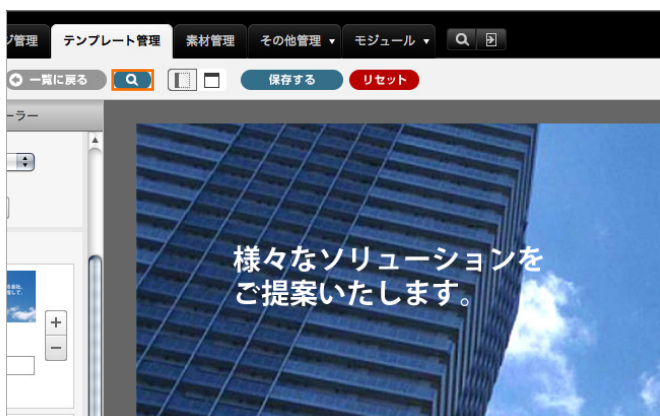 ジ管理 テンプレート管理 素材管理 その他管理 ▼ モジュール ▼
一覧に戻る 保存する リセット
ーラー
様々なソリューションを
ご提案いたします。